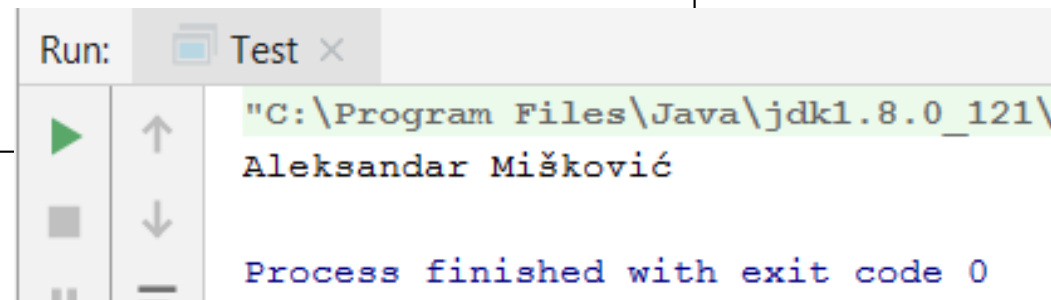 Run: Test
"C:\Program Files\Java\jdk1.8.0_121\
Aleksandar Mišković
Process finished with exit code 0